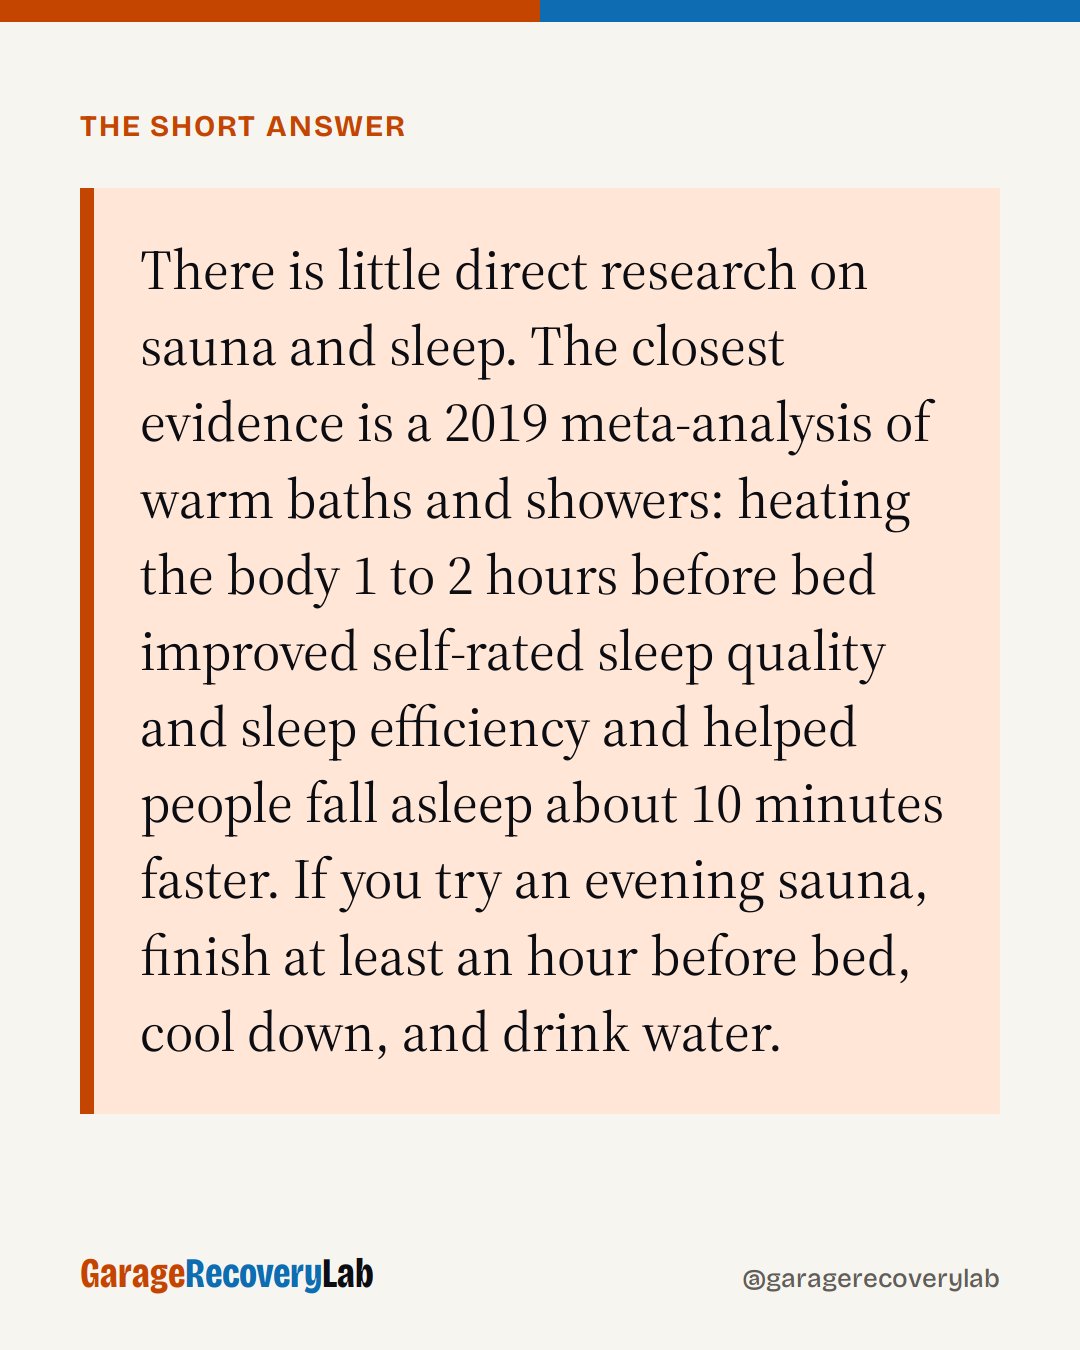 THE SHORT ANSWER
There is little direct research on
sauna and sleep. The closest
evidence is a 2019 meta-analysis of
warm baths and showers: heating
the body 1 to 2 hours before bed
improved self-rated sleep quality
and sleep efficiency and helped
people fall asleep about 10 minutes
faster. If you try an evening sauna,
finish at least an hour before bed,
cool down, and drink water.
GarageRecoveryLab
@garagerecoverylab